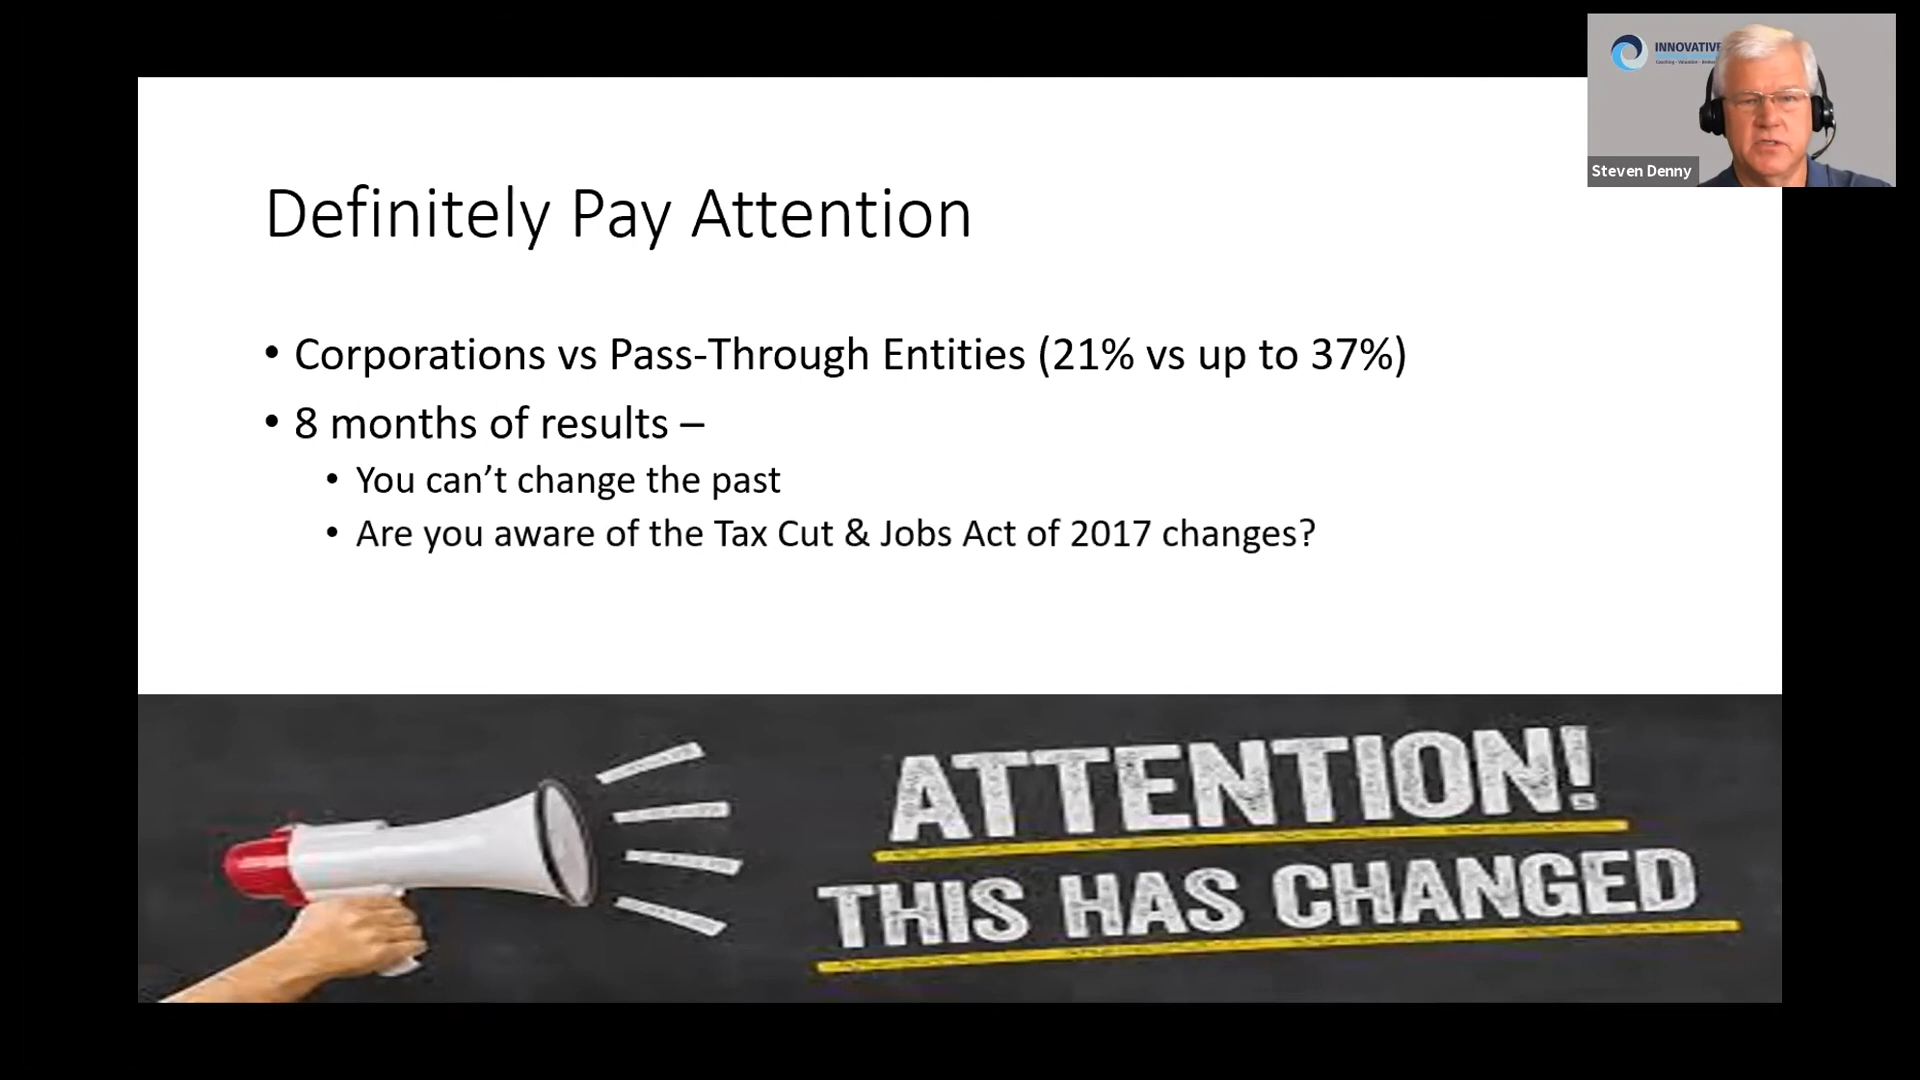 INNOVATIVE
Steven Denny
Definitely Pay Attention
• Corporations vs Pass-Through Entities (21% vs up to 37%)
• 8 months of results –
• You can’t change the past
• Are you aware of the Tax Cut & Jobs Act of 2017 changes?
ATTENTION!
THIS HAS CHANGED